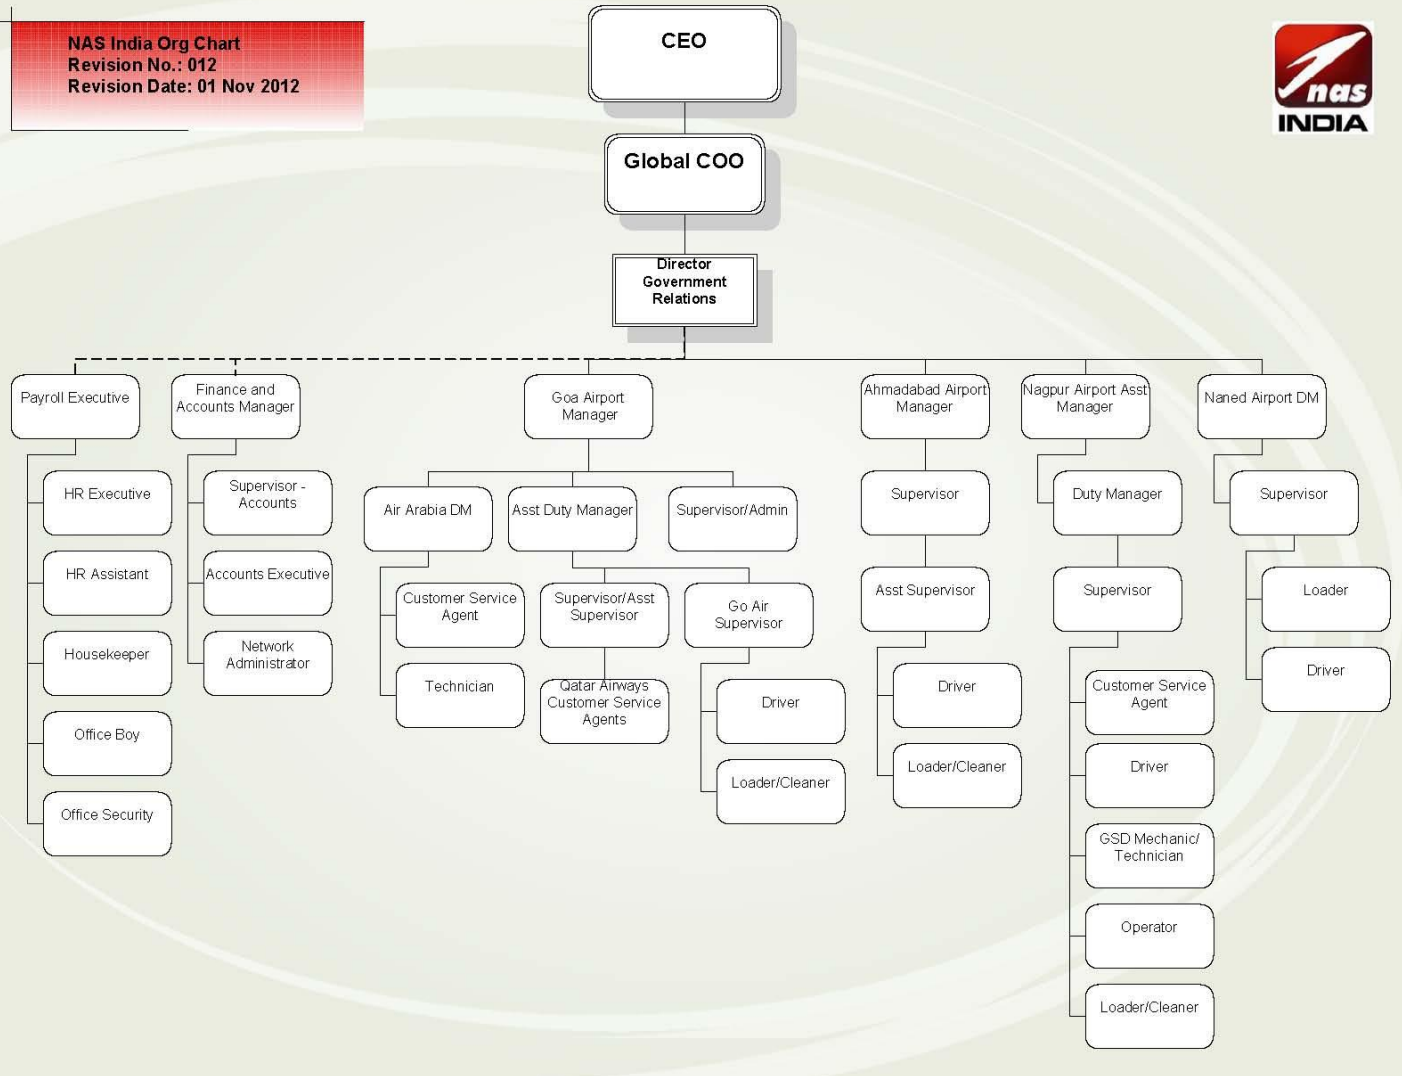 NAS India Org Chart
Revision No.: 012
Revision Date: 01 Nov 2012
CEO
nas
INDIA
Global COO
Director
Government
Relations
Payroll Executive
Finance and
Accounts Manager
Goa Airport
Manager
Ahmadabad Airport
Manager
Nagpur Airport Asst
Manager
Naned Airport DM
HR Executive
HR Assistant
Housekeeper
Office Boy
Office Security
Supervisor -
Accounts
Accounts Executive
Network
Administrator
Air Arabia DM
Asst Duty Manager
Supervisor/Admin
Customer Service
Agent
Technician
Supervisor/Asst
Supervisor
Qatar Airways
Customer Service
Agents
Go Air
Supervisor
Driver
Loader/Cleaner
Supervisor
Asst Supervisor
Driver
Loader/Cleaner
Duty Manager
Supervisor
Customer Service
Agent
Driver
GSD Mechanic/
Technician
Operator
Loader/Cleaner
Supervisor
Loader
Driver